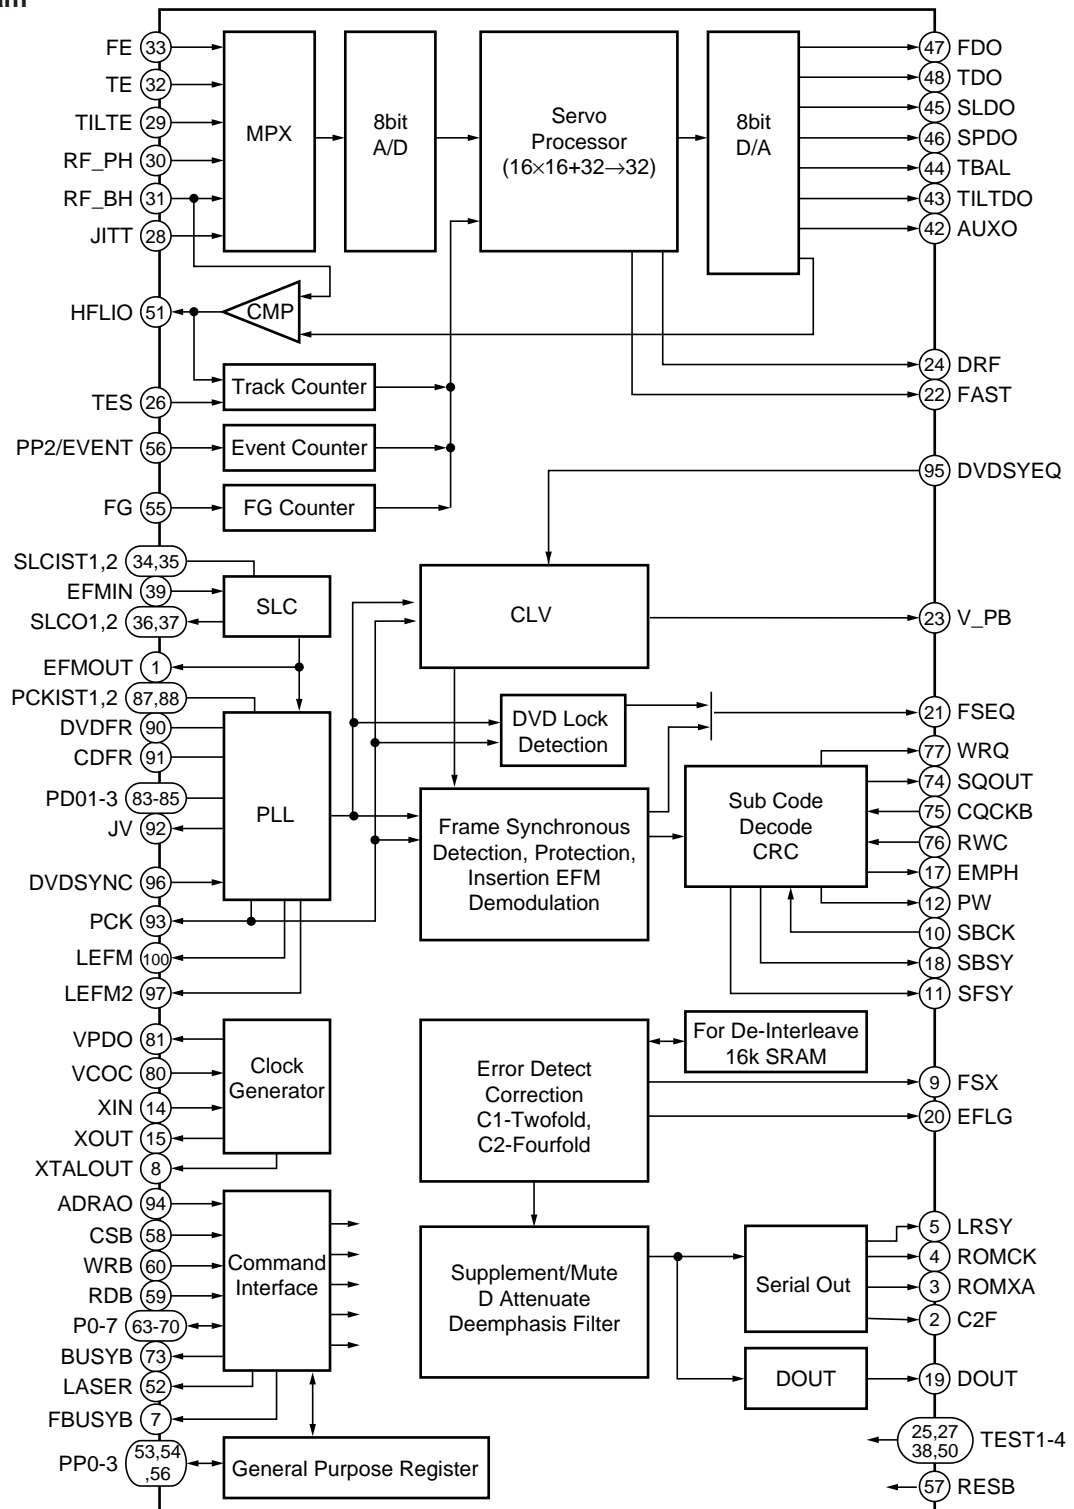 FE 33
TE 32
TILTE 29
RF_PH 30
RF_BH 31
JITT 28
HFLIO 51
TES 26
PP2/EVENT 56
FG 55
SLCIST1,2 34,35
EFMIN 39
SLCO1,2 36,37
EFMOUT 1
PCKIST1,2 87,88
DVDFR 90
CDFR 91
PD01-3 83-85
JV 92
DVDSYNC 96
PCK 93
LEFM 100
LEFM2 97
VPDO 81
VCOC 80
XIN 14
XOUT 15
XTALOUT 8
ADRAO 94
CSB 58
WRB 60
RDB 59
P0-7 63-70
BUSYB 73
LASER 52
FBUSYB 7
PP0-3 53,54
,56
MPX
8bit
A/D
Servo
Processor
(16×16+32→32)
8bit
D/A
CMP
Track Counter
Event Counter
FG Counter
SLC
CLV
DVD Lock
Detection
PLL
Frame Synchronous
Detection, Protection,
Insertion EFM
Demodulation
Sub Code
Decode
CRC
Clock
Generator
Error Detect
Correction
C1-Twofold,
C2-Fourfold
For De-Interleave
16k SRAM
Command
Interface
Supplement/Mute
D Attenuate
Deemphasis Filter
Serial Out
DOUT
General Purpose Register
47 FDO
48 TDO
45 SLDO
46 SPDO
44 TBAL
43 TILTDO
42 AUXO
24 DRF
22 FAST
95 DVDSYEQ
23 V_PB
21 FSEQ
77 WRQ
74 SQOUT
75 CQCKB
76 RWC
17 EMPH
12 PW
10 SBCK
18 SBSY
11 SFSY
9 FSX
20 EFLG
5 LRSY
4 ROMCK
3 ROMXA
2 C2F
19 DOUT
25,27
38,50 TEST1-4
57 RESB